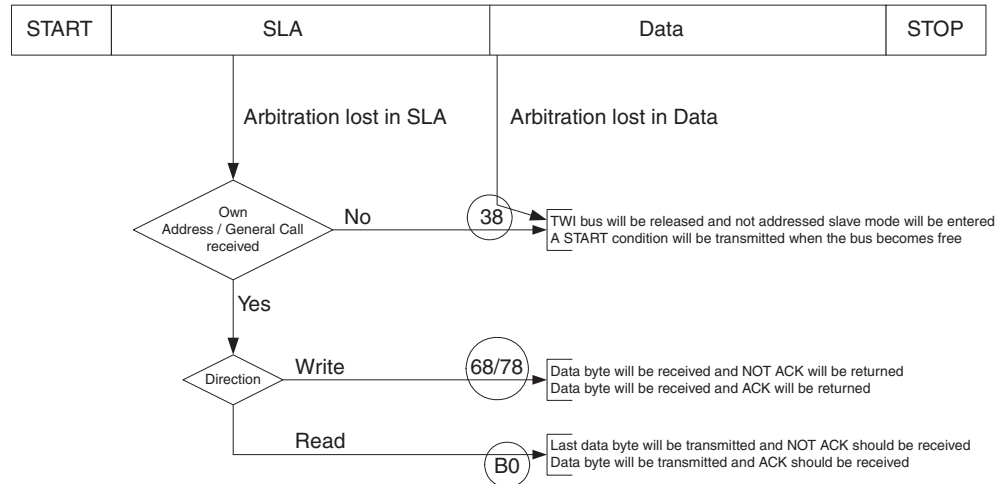 START SLA Data STOP
Arbitration lost in SLA
Arbitration lost in Data
Own
Address / General Call
received
No
38
TWI bus will be released and not addressed slave mode will be entered
A START condition will be transmitted when the bus becomes free
Yes
Direction
Write
68/78
Data byte will be received and NOT ACK will be returned
Data byte will be received and ACK will be returned
Read
B0
Last data byte will be transmitted and NOT ACK should be received
Data byte will be transmitted and ACK should be received